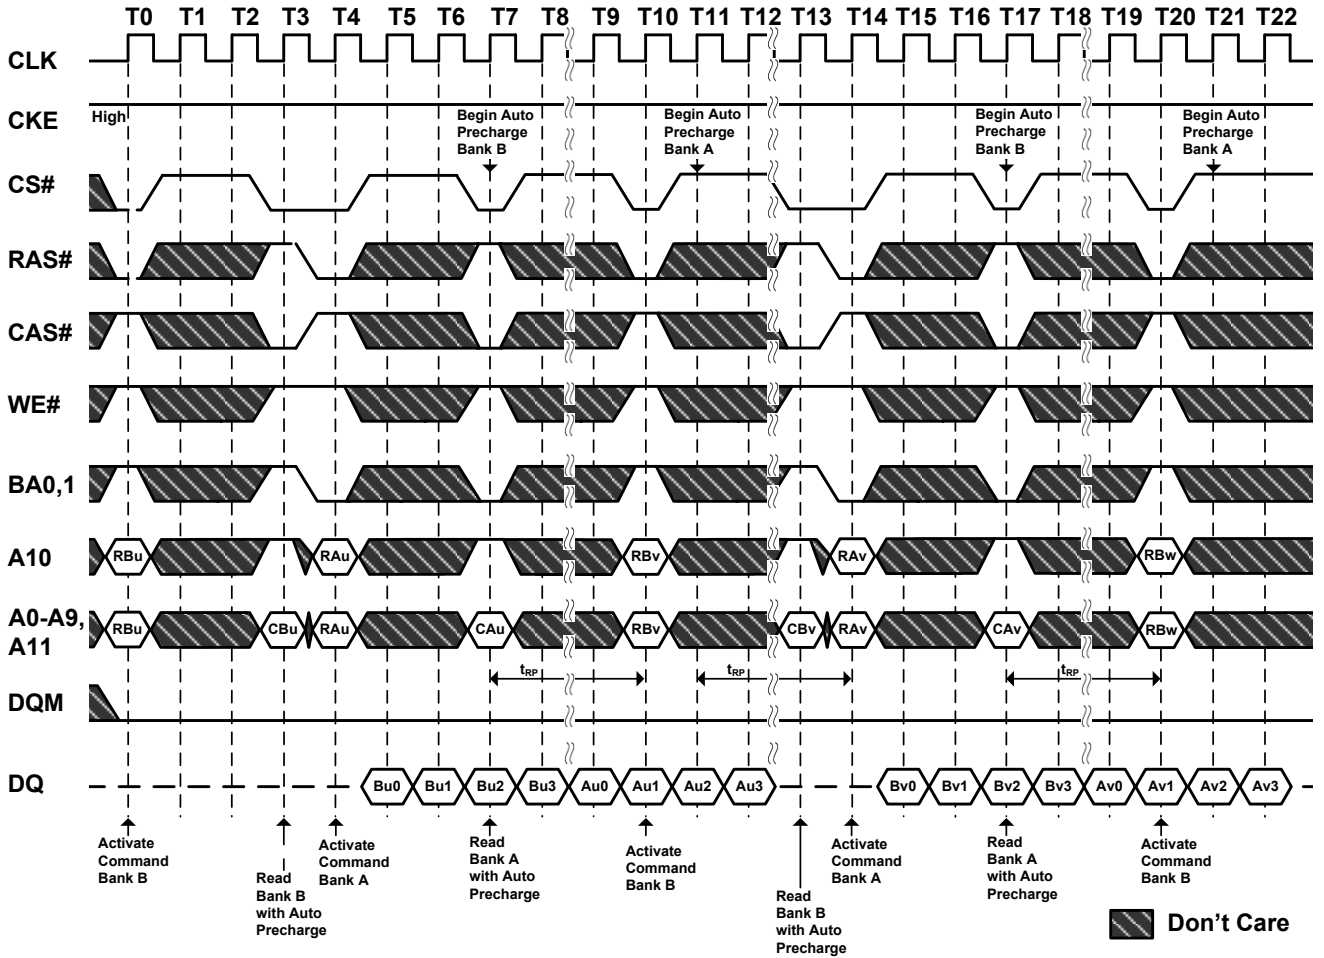 T0 T1 T2 T3 T4 T5 T6 T7 T8 T9 T10 T11 T12 T13 T14 T15 T16 T17 T18 T19 T20 T21 T22
CLK
CKE
High
Begin Auto
Precharge
Bank B
Begin Auto
Precharge
Bank A
Begin Auto
Precharge
Bank B
Begin Auto
Precharge
Bank A
CS#
RAS#
CAS#
WE#
BA0,1
A10
RBu RAu RBv RAv RBw
A0-A9,
A11
RBu CBu RAu CAu RBv CBv RAv CAv RBw
tRP tRP tRP
DQM
DQ
Bu0 Bu1 Bu2 Bu3 Au0 Au1 Au2 Au3 Bv0 Bv1 Bv2 Bv3 Av0 Av1 Av2 Av3
Activate
Command
Bank B
Read
Bank B
with Auto
Precharge
Activate
Command
Bank A
Read
Bank A
with Auto
Precharge
Activate
Command
Bank B
Read
Bank B
with Auto
Precharge
Activate
Command
Bank A
Read
Bank A
with Auto
Precharge
Activate
Command
Bank B
Don't Care